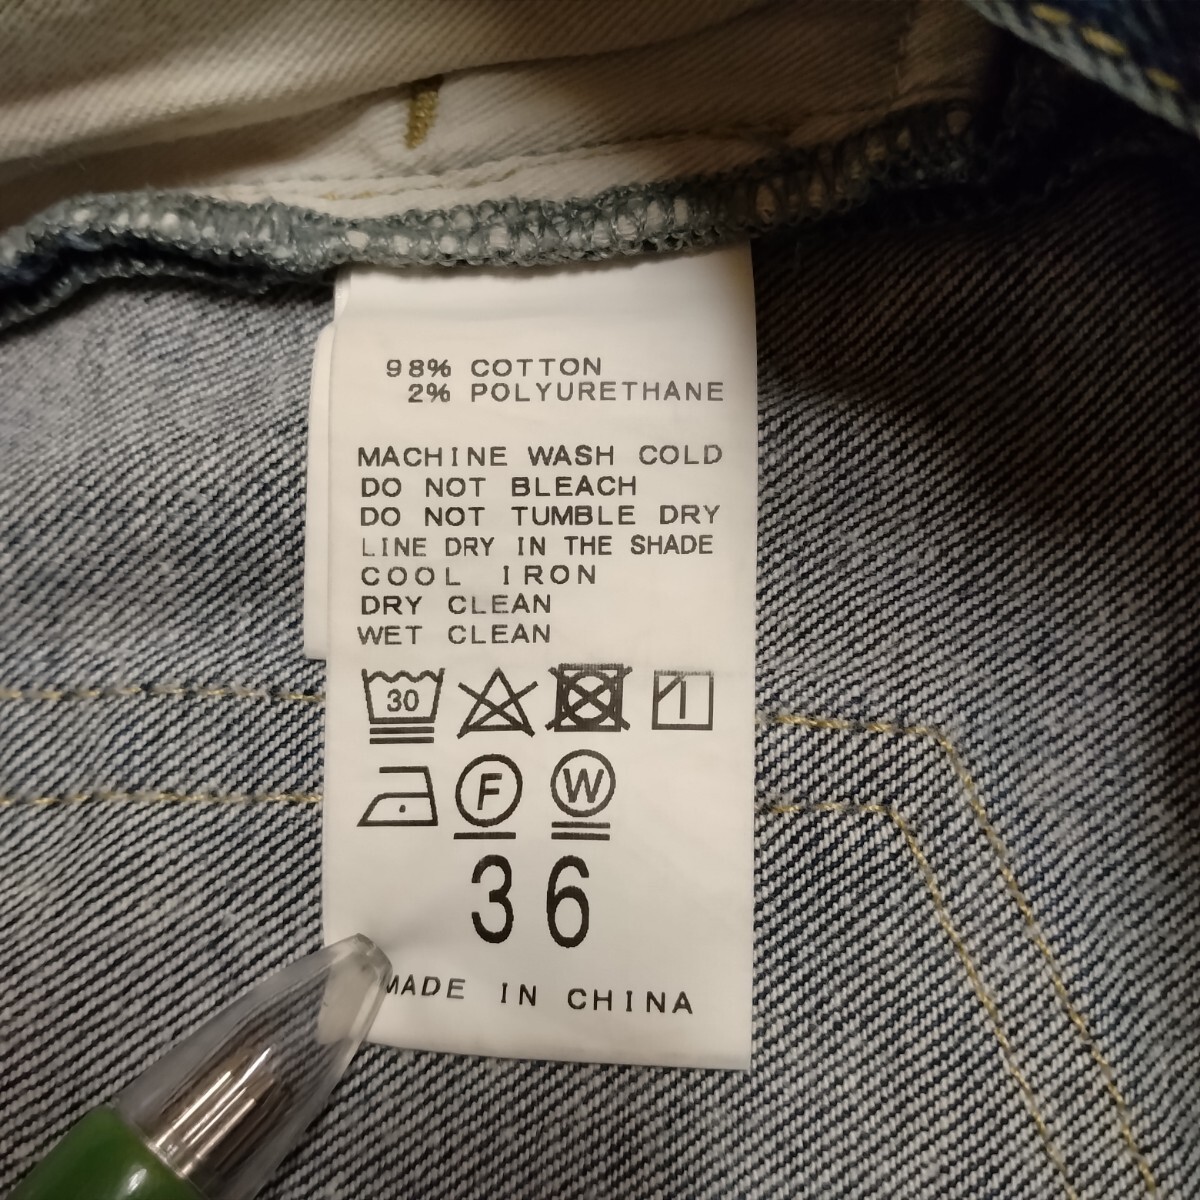 98% COTTON
2% POLYURETHANE
MACHINE WASH COLD
DO NOT BLEACH
DO NOT TUMBLE DRY
LINE DRY IN THE SHADE
COOL IRON
DRY CLEAN
WET CLEAN
30
F W
36
MADE IN CHINA